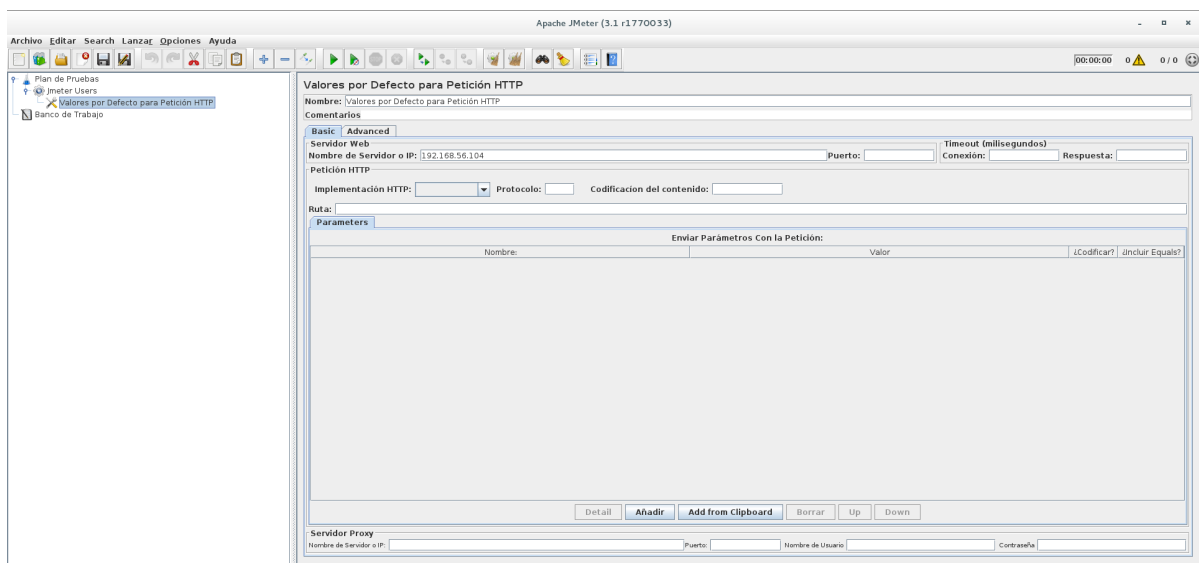 Apache JMeter (3.1 r1770033)
Archivo Editar Search Lanzar Opciones Ayuda
00:00:00 0 0 / 0
Plan de Pruebas
Jmeter Users
Valores por Defecto para Petición HTTP
Banco de Trabajo
Valores por Defecto para Petición HTTP
Nombre: Valores por Defecto para Petición HTTP
Comentarios
Basic Advanced
Servidor Web Timeout (milisegundos)
Nombre de Servidor o IP: 192.168.56.104 Puerto: Conexión: Respuesta:
Petición HTTP
Implementación HTTP: Protocolo: Codificacion del contenido:
Ruta:
Parameters
Enviar Parámetros Con la Petición:
Nombre: Valor ¿Codificar? ¿Incluir Equals?
Detail Añadir Add from Clipboard Borrar Up Down
Servidor Proxy
Nombre de Servidor o IP: Puerto: Nombre de Usuario Contraseña